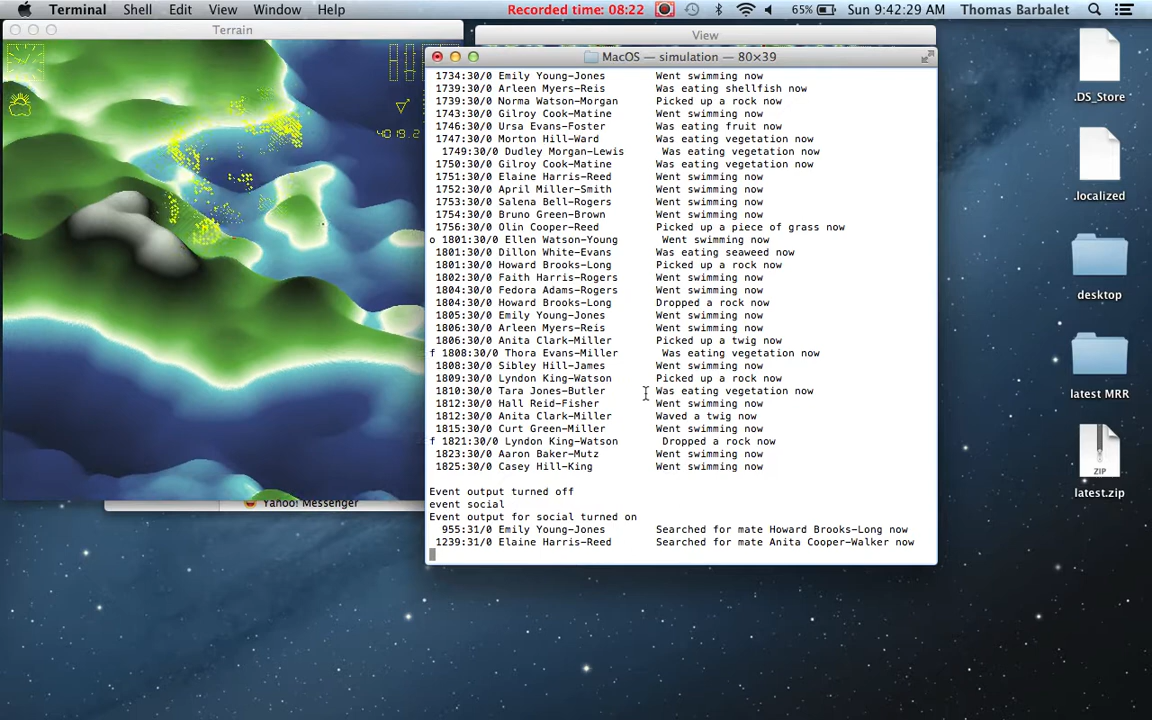 Terminal Shell Edit View Window Help Recorded time: 08:22 65% Sun 9:42:29 AM Thomas Barbalet
Terrain
View
MacOS — simulation — 80×39
4019.2
1734:30/0 Emily Young-Jones Went swimming now
1739:30/0 Arleen Myers-Reis Was eating shellfish now
1739:30/0 Norma Watson-Morgan Picked up a rock now
1743:30/0 Gilroy Cook-Matine Went swimming now
1746:30/0 Ursa Evans-Foster Was eating fruit now
1747:30/0 Morton Hill-Ward Was eating vegetation now
1749:30/0 Dudley Morgan-Lewis Was eating vegetation now
1750:30/0 Gilroy Cook-Matine Was eating vegetation now
1751:30/0 Elaine Harris-Reed Went swimming now
1752:30/0 April Miller-Smith Went swimming now
1753:30/0 Salena Bell-Rogers Went swimming now
1754:30/0 Bruno Green-Brown Went swimming now
1756:30/0 Olin Cooper-Reed Picked up a piece of grass now
o 1801:30/0 Ellen Watson-Young Went swimming now
1801:30/0 Dillon White-Evans Was eating seaweed now
1801:30/0 Howard Brooks-Long Picked up a rock now
1802:30/0 Faith Harris-Rogers Went swimming now
1804:30/0 Fedora Adams-Rogers Went swimming now
1804:30/0 Howard Brooks-Long Dropped a rock now
1805:30/0 Emily Young-Jones Went swimming now
1806:30/0 Arleen Myers-Reis Went swimming now
1806:30/0 Anita Clark-Miller Picked up a twig now
f 1808:30/0 Thora Evans-Miller Was eating vegetation now
1808:30/0 Sibley Hill-James Went swimming now
1809:30/0 Lyndon King-Watson Picked up a rock now
1810:30/0 Tara Jones-Butler Was eating vegetation now
1812:30/0 Hall Reid-Fisher Went swimming now
1812:30/0 Anita Clark-Miller Waved a twig now
1815:30/0 Curt Green-Miller Went swimming now
f 1821:30/0 Lyndon King-Watson Dropped a rock now
1823:30/0 Aaron Baker-Mutz Went swimming now
1825:30/0 Casey Hill-King Went swimming now
Event output turned off
event social
Event output for social turned on
955:31/0 Emily Young-Jones Searched for mate Howard Brooks-Long now
1239:31/0 Elaine Harris-Reed Searched for mate Anita Cooper-Walker now
Yahoo! Messenger
.DS_Store
.localized
desktop
latest MRR
ZIP
latest.zip